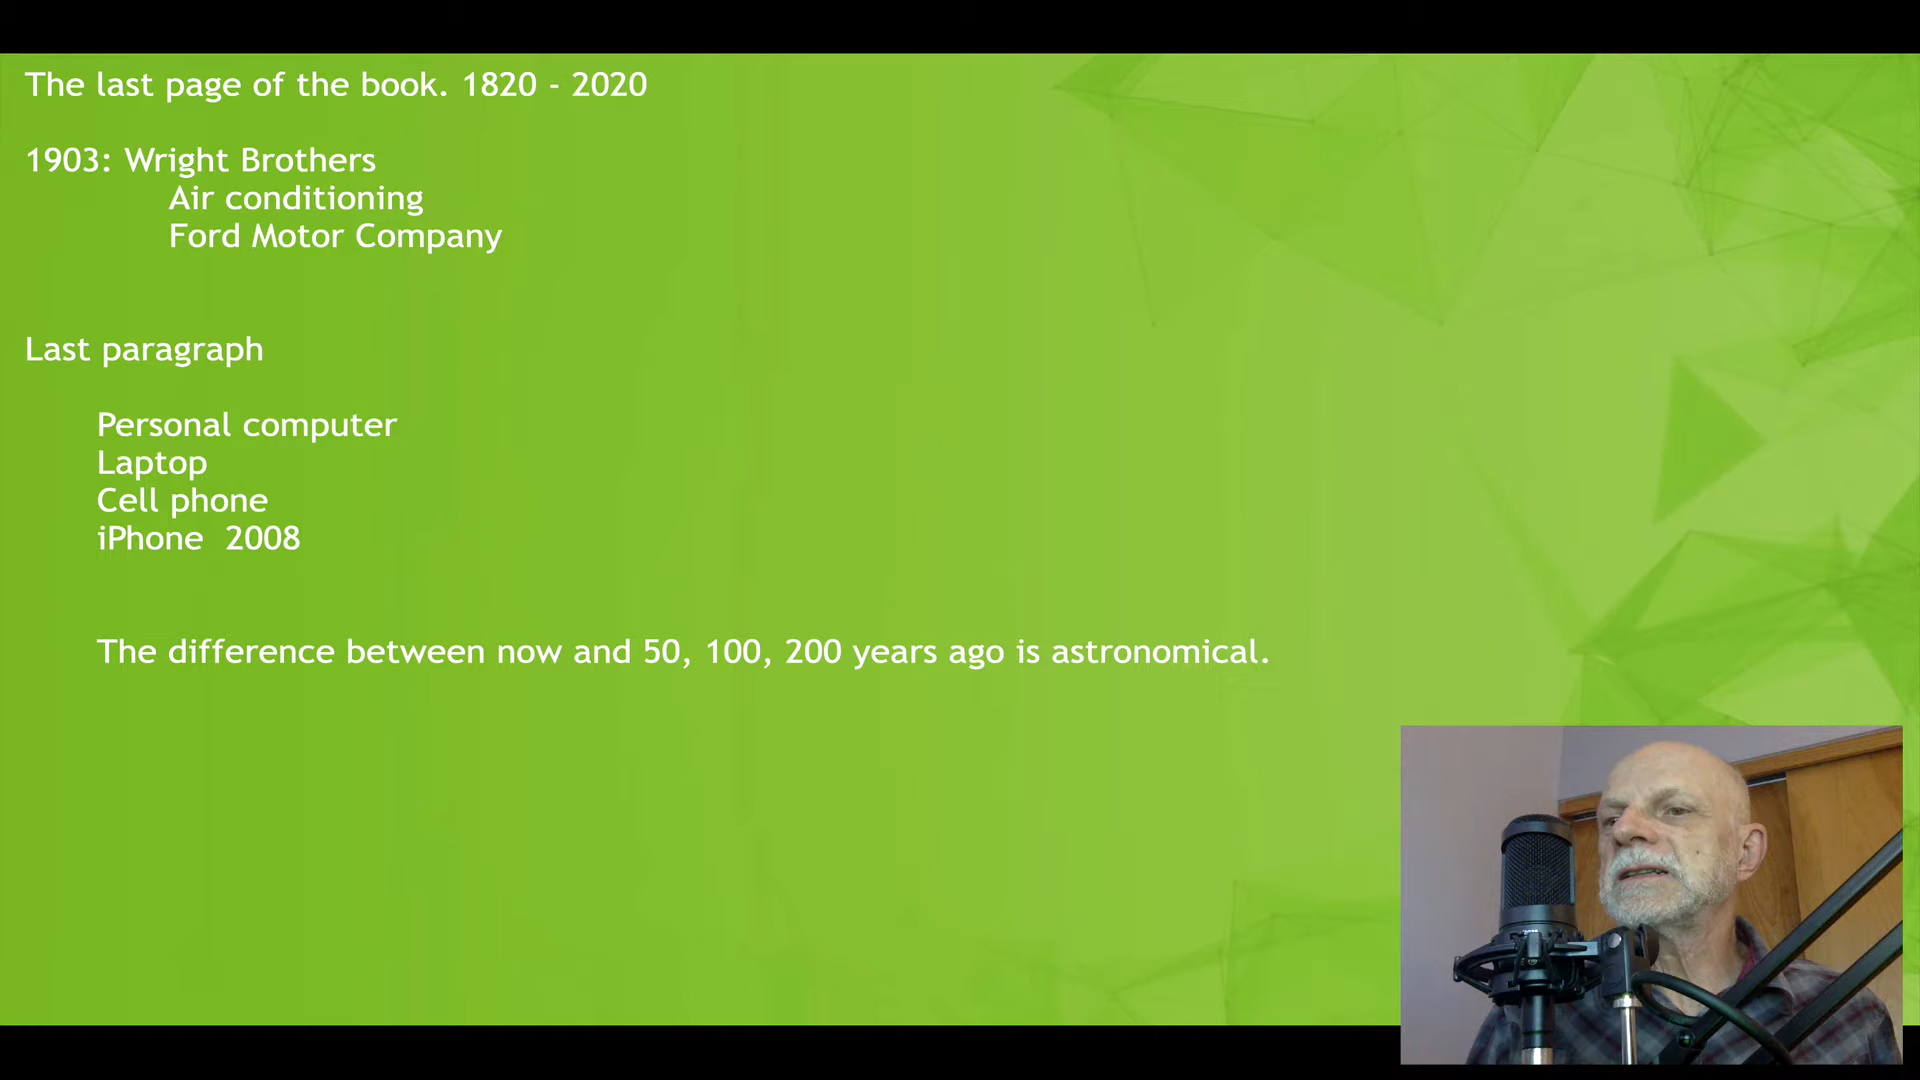 The last page of the book. 1820 - 2020
1903: Wright Brothers
Air conditioning
Ford Motor Company
Last paragraph
Personal computer
Laptop
Cell phone
iPhone 2008
The difference between now and 50, 100, 200 years ago is astronomical.